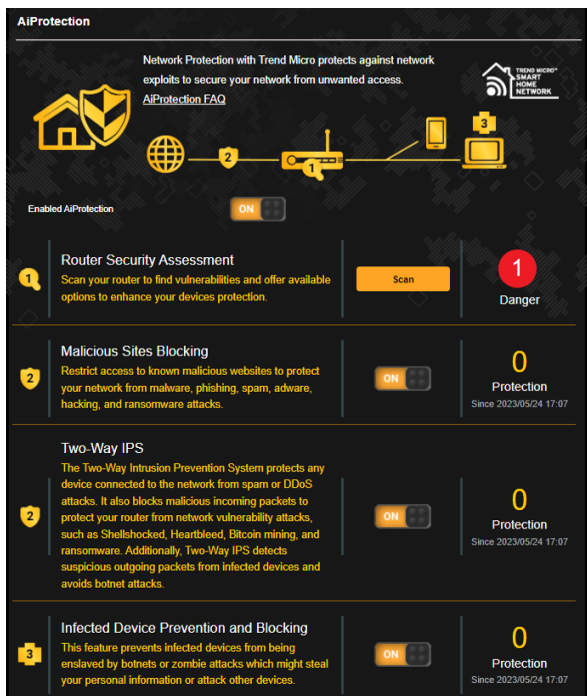 AiProtection
Network Protection with Trend Micro protects against network
exploits to secure your network from unwanted access.
AiProtection FAQ
TREND MICRO™
SMART
HOME
NETWORK
3
2
1
Enabled AiProtection
ON
1
Router Security Assessment
Scan your router to find vulnerabilities and offer available
options to enhance your devices protection.
Scan
1
Danger
2
Malicious Sites Blocking
Restrict access to known malicious websites to protect
your network from malware, phishing, spam, adware,
hacking, and ransomware attacks.
ON
0
Protection
Since 2023/05/24 17:07
2
Two-Way IPS
The Two-Way Intrusion Prevention System protects any
device connected to the network from spam or DDoS
attacks. It also blocks malicious incoming packets to
protect your router from network vulnerability attacks,
such as Shellshocked, Heartbleed, Bitcoin mining, and
ransomware. Additionally, Two-Way IPS detects
suspicious outgoing packets from infected devices and
avoids botnet attacks.
ON
0
Protection
Since 2023/05/24 17:07
3
Infected Device Prevention and Blocking
This feature prevents infected devices from being
enslaved by botnets or zombie attacks which might steal
your personal information or attack other devices.
ON
0
Protection
Since 2023/05/24 17:07